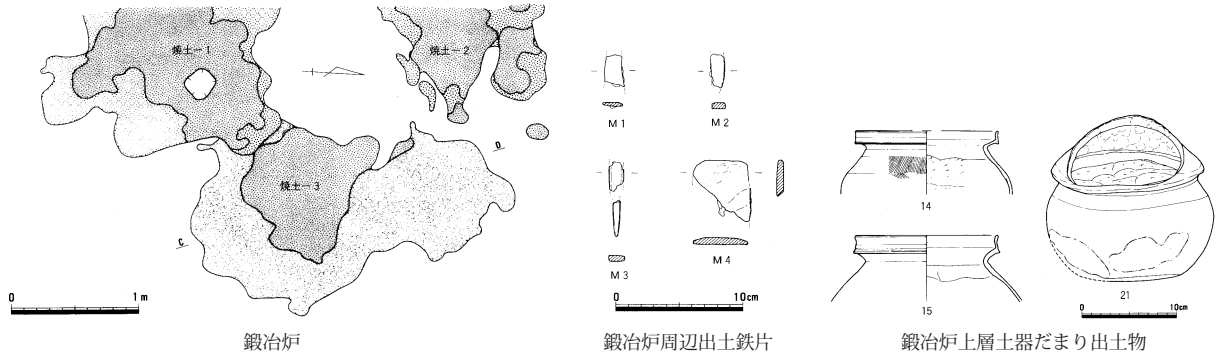 焼土－1
焼土－2
焼土－3
C
D
0 1 m
鍛冶炉
M 1
M 2
M 3
M 4
0 10cm
鍛冶炉周辺出土鉄片
14
15
21
0 10cm
鍛冶炉上層土器だまり出土物